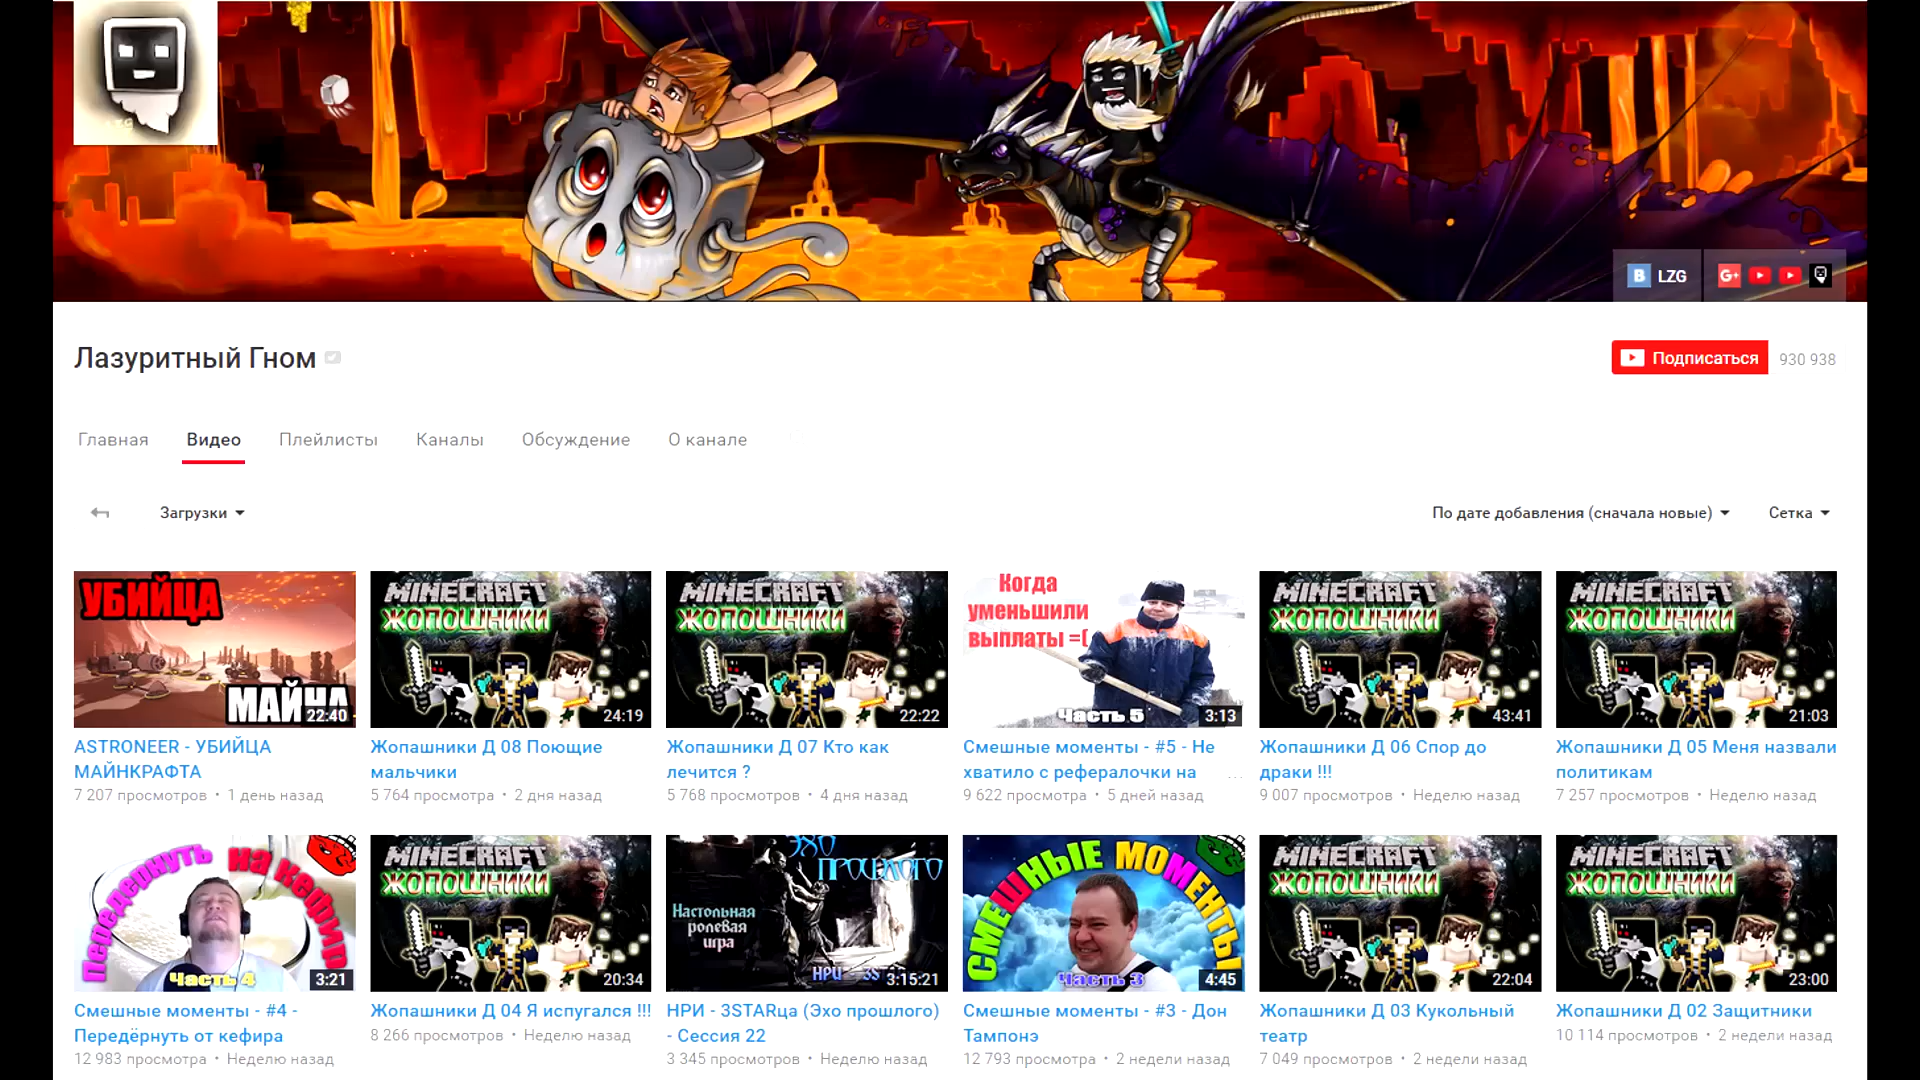 LZG
Лазуритный Гном
Подписаться 930 938
Главная Видео Плейлисты Каналы Обсуждение О канале
Загрузки
По дате добавления (сначала новые) Сетка
УБИЙЦА
МАЙНА
22:40
MINECRAFT
ЖОПОШНИКИ
24:19
MINECRAFT
ЖОПОШНИКИ
22:22
Когда
уменьшили
выплаты =(
Часть 5
3:13
MINECRAFT
ЖОПОШНИКИ
43:41
MINECRAFT
ЖОПОШНИКИ
21:03
ASTRONEER - УБИЙЦА
МАЙНКРАФТА
7 207 просмотров • 1 день назад
Жопашники Д 08 Поющие
мальчики
5 764 просмотра • 2 дня назад
Жопашники Д 07 Кто как
лечится ?
5 768 просмотров • 4 дня назад
Смешные моменты - #5 - Не
хватило с рефералочки на ...
9 622 просмотра • 5 дней назад
Жопашники Д 06 Спор до
драки !!!
9 007 просмотров • Неделю назад
Жопашники Д 05 Меня назвали
политикам
7 257 просмотров • Неделю назад
Передернуть на кефир
Часть 4
3:21
MINECRAFT
ЖОПОШНИКИ
20:34
ЭХО
ПРОШЛОГО
Настольная
ролевая
игра
НРИ - 3S
3:15:21
СМЕШНЫЕ МОМЕНТЫ
Часть 3
4:45
MINECRAFT
ЖОПОШНИКИ
22:04
MINECRAFT
ЖОПОШНИКИ
23:00
Смешные моменты - #4 -
Передёрнуть от кефира
12 983 просмотра • Неделю назад
Жопашники Д 04 Я испугался !!!
8 266 просмотров • Неделю назад
НРИ - 3STARца (Эхо прошлого)
- Сессия 22
3 345 просмотров • Неделю назад
Смешные моменты - #3 - Дон
Тампонэ
12 793 просмотра • 2 недели назад
Жопашники Д 03 Кукольный
театр
7 049 просмотров • 2 недели назад
Жопашники Д 02 Защитники
10 114 просмотров • 2 недели назад